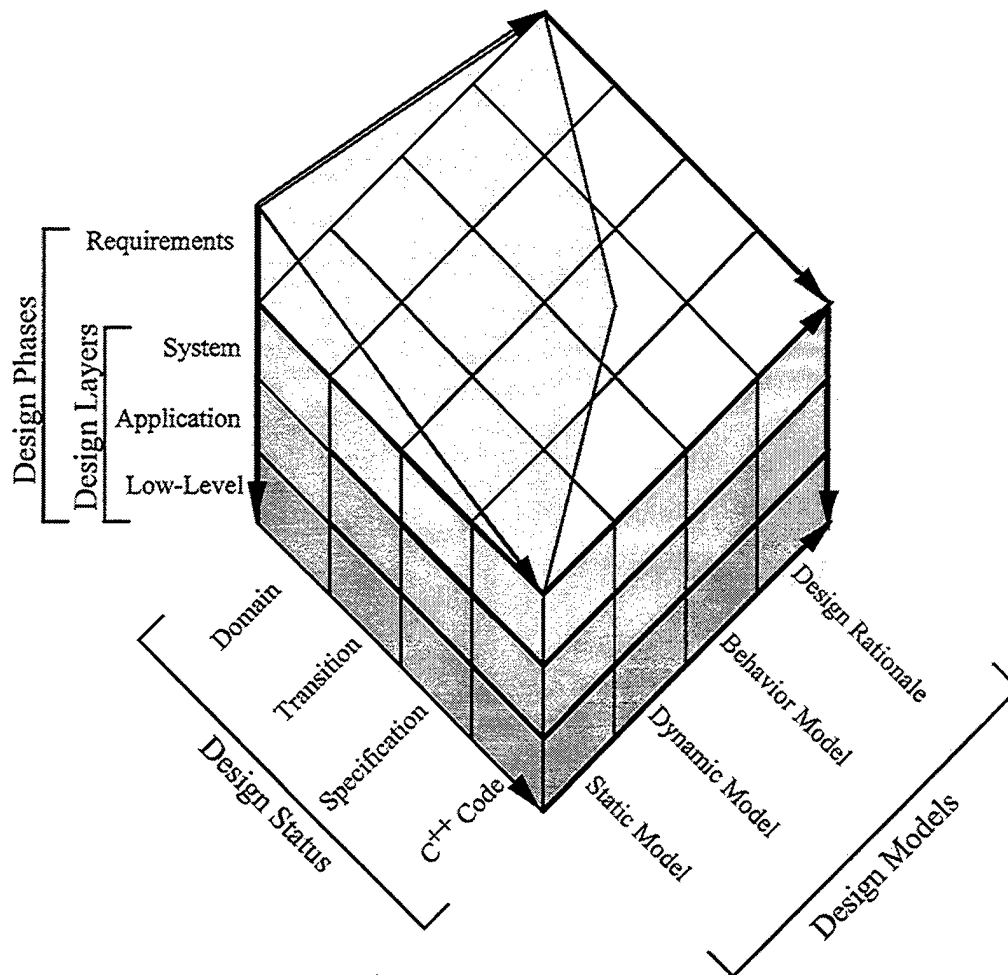 Requirements
System
Application
Low-Level
Design Phases
Design Layers
Domain
Transition
Specification
C++ Code
Design Status
Static Model
Dynamic Model
Behavior Model
Design Rationale
Design Models